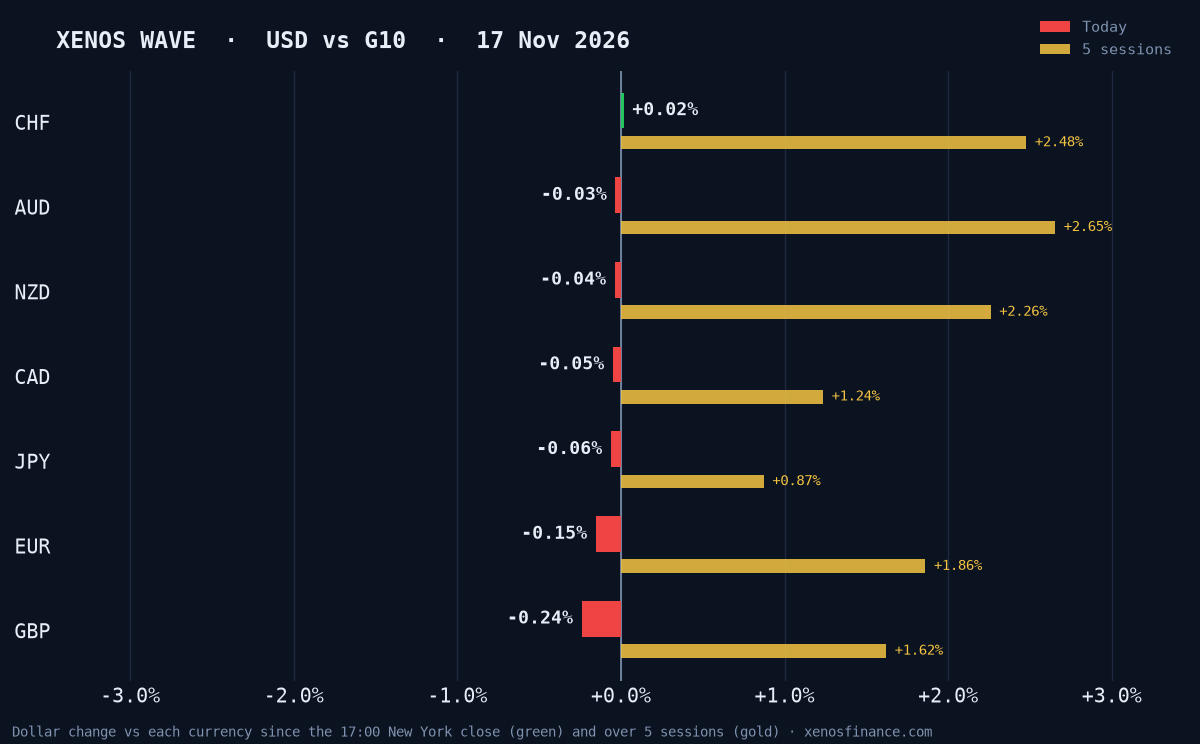 XENOS WAVE · USD vs G10 · 17 Nov 2026
Today
5 sessions
CHF
+0.02%
+2.48%
AUD
-0.03%
+2.65%
NZD
-0.04%
+2.26%
CAD
-0.05%
+1.24%
JPY
-0.06%
+0.87%
EUR
-0.15%
+1.86%
GBP
-0.24%
+1.62%
-3.0% -2.0% -1.0% +0.0% +1.0% +2.0% +3.0%
Dollar change vs each currency since the 17:00 New York close (green) and over 5 sessions (gold) · xenosfinance.com